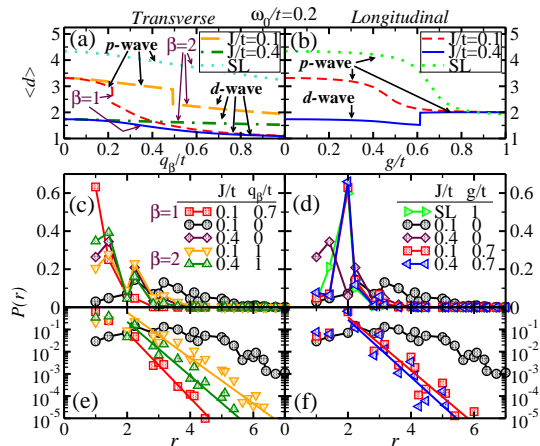 Transverse ω₀/t=0.2 Longitudinal
(a) p-wave β=2 J/t=0.1 J/t=0.4 SL
(b) J/t=0.1 J/t=0.4 SL
<d> 5 4 3 2 1
β=1 d-wave
p-wave
d-wave
5 4 3 2 1
0 0.2 0.4 0.6 0.8 0 0.2 0.4 0.6 0.8 1
q_β/t g/t
P(r)
0.6 0.4 0.2 0
(c) J/t q_β/t
β=1 0.1 0.7
0.1 0
0.4 0
β=2 0.1 1
0.4 1
(d) J/t g/t
SL 1
0.1 0
0.4 0
0.1 0.7
0.4 0.7
0.6 0.4 0.2 0
10⁻¹ 10⁻² 10⁻³ 10⁻⁴ 10⁻⁵
(e) (f)
10⁻¹ 10⁻² 10⁻³ 10⁻⁴ 10⁻⁵
0 2 4 6 0 2 4 6 7
r r